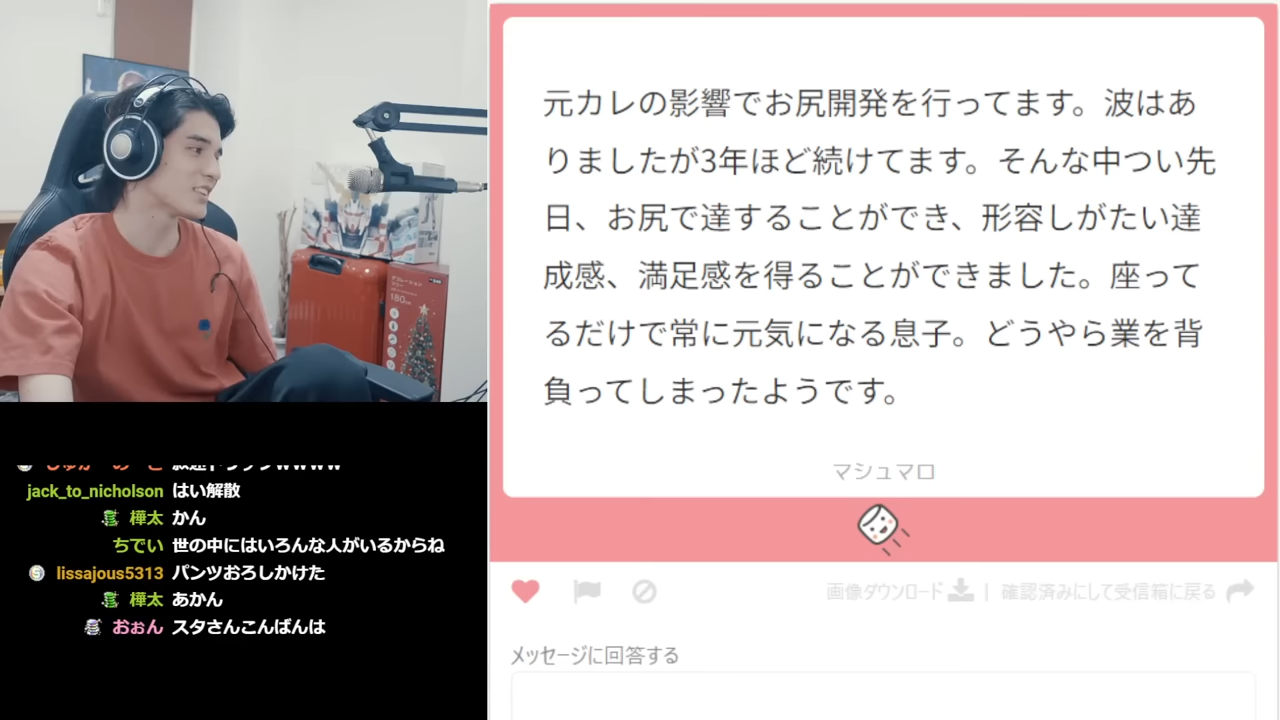 元カレの影響でお尻開発を行ってます。波はあ
りましたが3年ほど続けてます。そんな中つい先
日、お尻で達することができ、形容しがたい達
成感、満足感を得ることができました。座って
るだけで常に元気になる息子。どうやら業を背
負ってしまったようです。
マシュマロ
画像ダウンロード | 確認済みにして受信箱に戻る
メッセージに回答する
180cm
jack_to_nicholson はい解散
樺太 かん
ちでい 世の中にはいろんな人がいるからね
lissajous5313 パンツおろしかけた
樺太 あかん
おぉん スタさんこんばんは